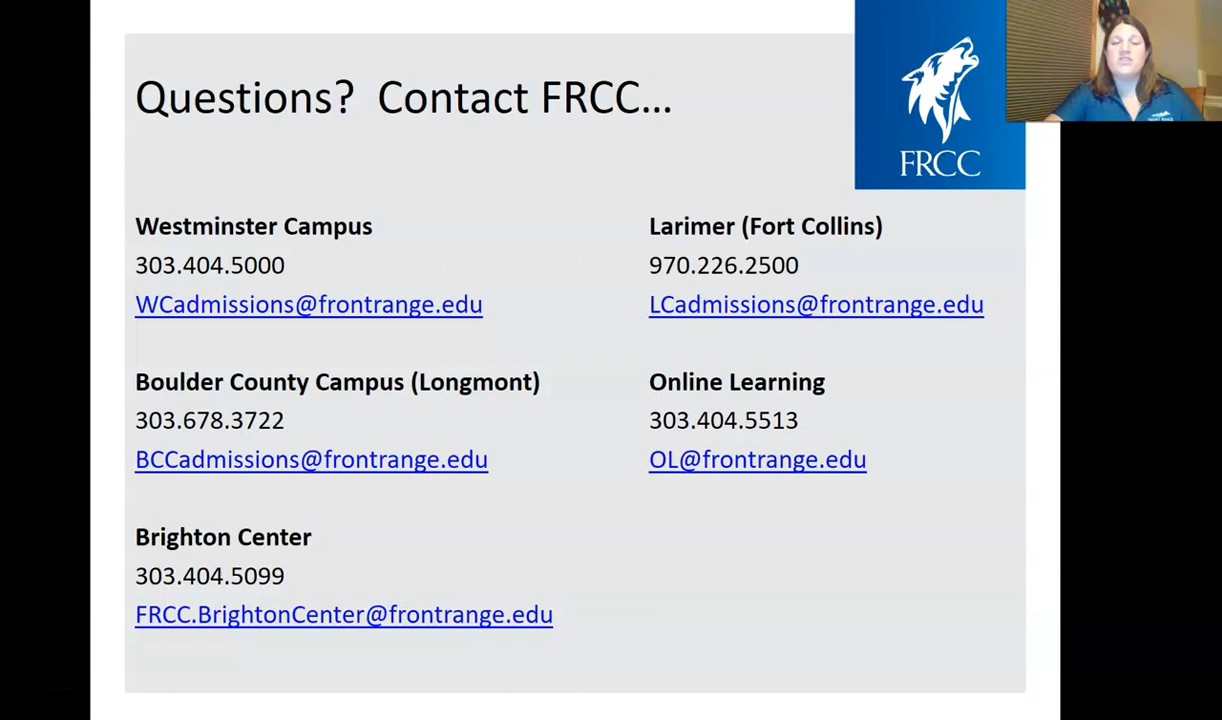 Questions?  Contact FRCC...
FRCC
Westminster Campus
303.404.5000
WCadmissions@frontrange.edu
Larimer (Fort Collins)
970.226.2500
LCadmissions@frontrange.edu
Boulder County Campus (Longmont)
303.678.3722
BCCadmissions@frontrange.edu
Online Learning
303.404.5513
OL@frontrange.edu
Brighton Center
303.404.5099
FRCC.BrightonCenter@frontrange.edu